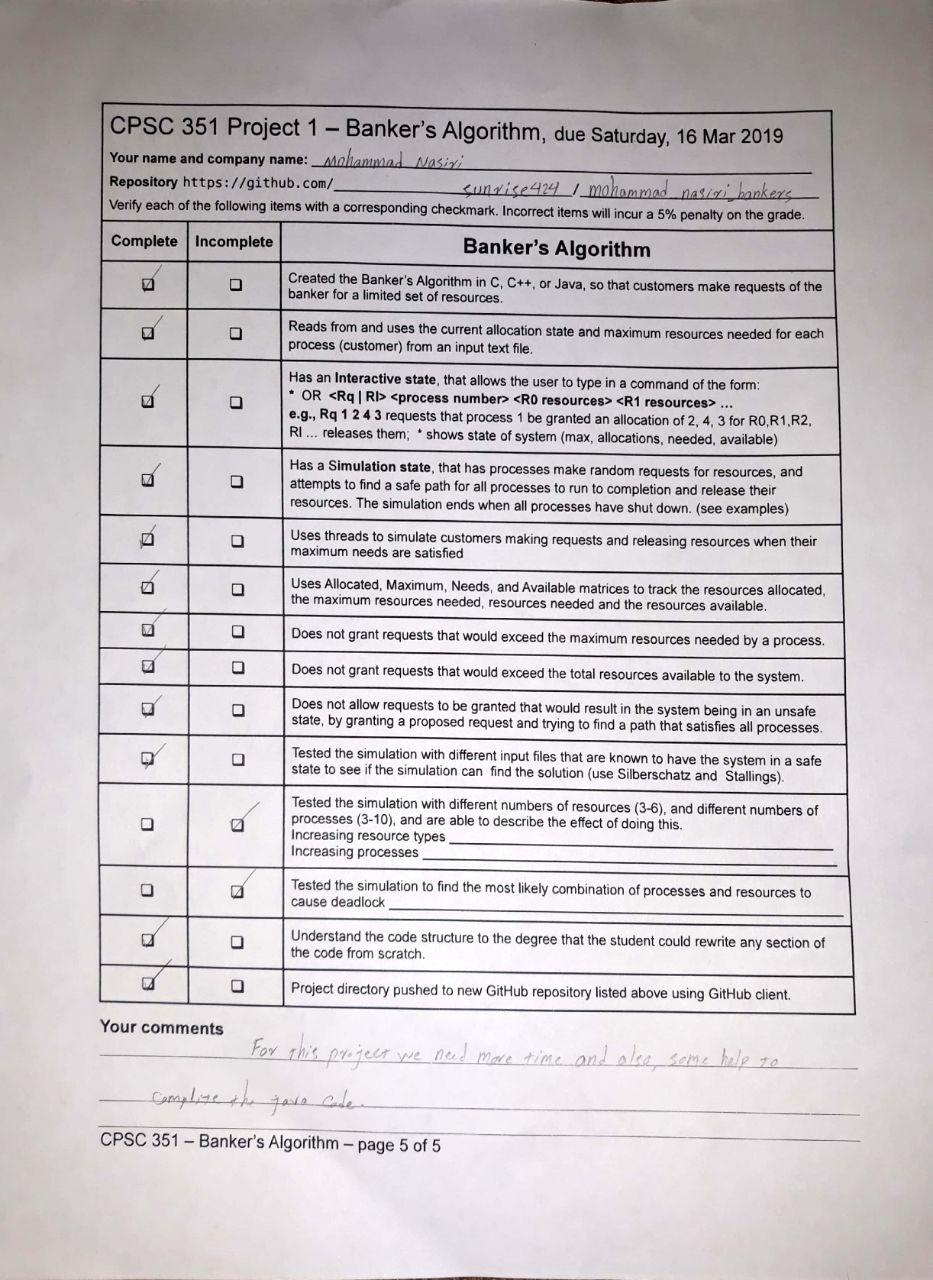 CPSC 351 Project 1 – Banker's Algorithm, due Saturday, 16 Mar 2019
Your name and company name: Mohammad Nasiri
Repository https://github.com/ sunrise424 / mohammad_nasiri_bankers
Verify each of the following items with a corresponding checkmark. Incorrect items will incur a 5% penalty on the grade.
Complete Incomplete Banker's Algorithm
Created the Banker's Algorithm in C, C++, or Java, so that customers make requests of the
banker for a limited set of resources.
Reads from and uses the current allocation state and maximum resources needed for each
process (customer) from an input text file.
Has an Interactive state, that allows the user to type in a command of the form:
* OR <Rq | Rl> <process number> <R0 resources> <R1 resources> ...
e.g., Rq 1 2 4 3 requests that process 1 be granted an allocation of 2, 4, 3 for R0,R1,R2,
Rl ... releases them; * shows state of system (max, allocations, needed, available)
Has a Simulation state, that has processes make random requests for resources, and
attempts to find a safe path for all processes to run to completion and release their
resources. The simulation ends when all processes have shut down. (see examples)
Uses threads to simulate customers making requests and releasing resources when their
maximum needs are satisfied
Uses Allocated, Maximum, Needs, and Available matrices to track the resources allocated,
the maximum resources needed, resources needed and the resources available.
Does not grant requests that would exceed the maximum resources needed by a process.
Does not grant requests that would exceed the total resources available to the system.
Does not allow requests to be granted that would result in the system being in an unsafe
state, by granting a proposed request and trying to find a path that satisfies all processes.
Tested the simulation with different input files that are known to have the system in a safe
state to see if the simulation can find the solution (use Silberschatz and Stallings).
Tested the simulation with different numbers of resources (3-6), and different numbers of
processes (3-10), and are able to describe the effect of doing this.
Increasing resource types
Increasing processes
Tested the simulation to find the most likely combination of processes and resources to
cause deadlock
Understand the code structure to the degree that the student could rewrite any section of
the code from scratch.
Project directory pushed to new GitHub repository listed above using GitHub client.
Your comments
For this project we need more time and also, some help to
Complite the java Code.
CPSC 351 – Banker's Algorithm – page 5 of 5